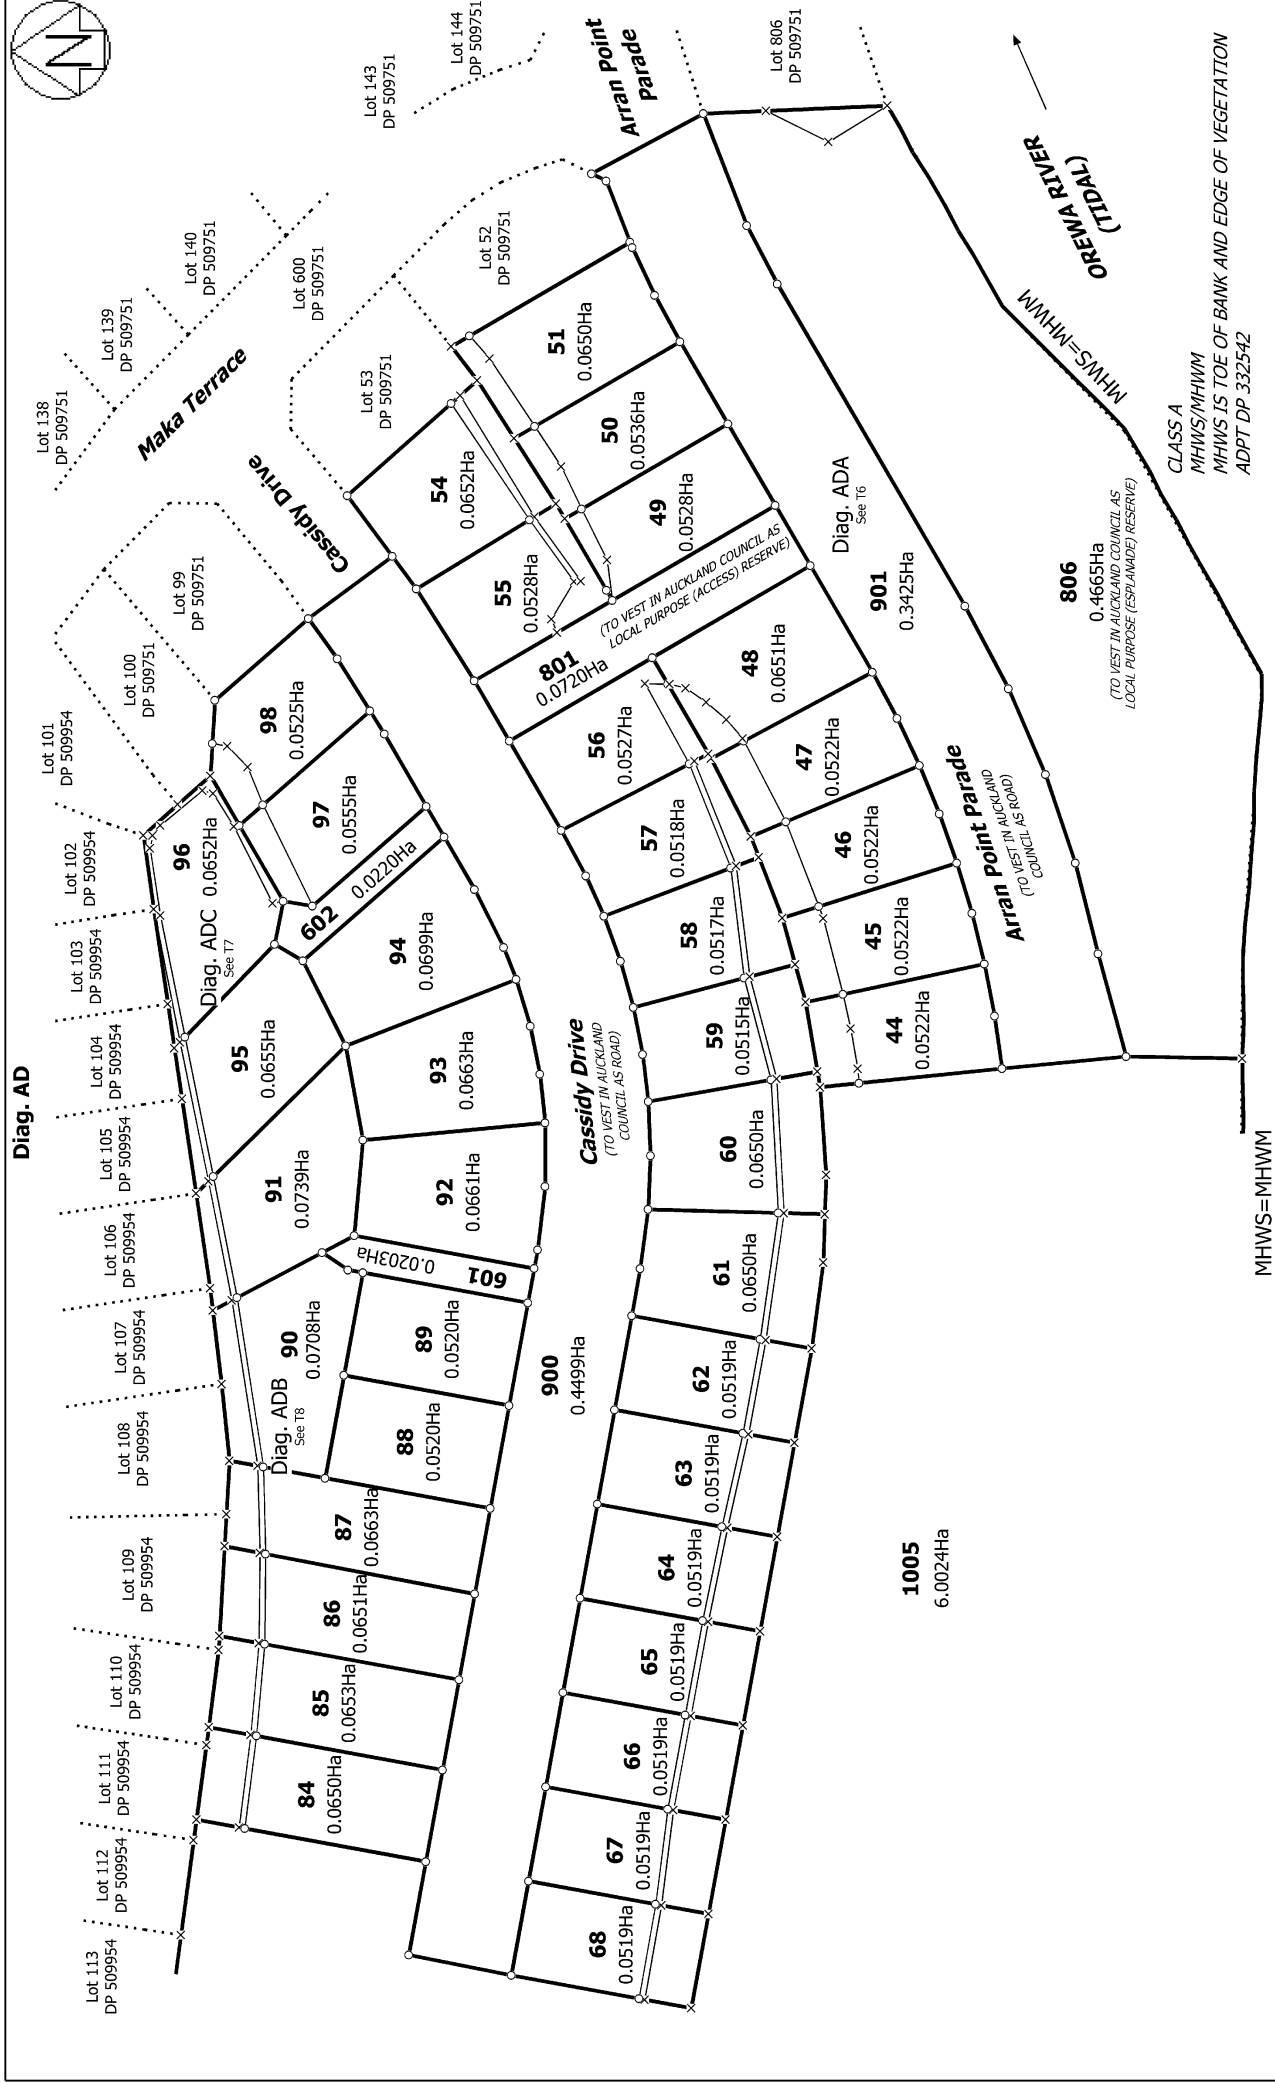 Diag. AD
N
Lot 113
DP 509954
Lot 112
DP 509954
Lot 111
DP 509954
Lot 110
DP 509954
Lot 109
DP 509954
Lot 108
DP 509954
Lot 107
DP 509954
Lot 106
DP 509954
Lot 105
DP 509954
Lot 104
DP 509954
Lot 103
DP 509954
Lot 102
DP 509954
Lot 101
DP 509954
Lot 100
DP 509751
Lot 99
DP 509751
Lot 138
DP 509751
Lot 139
DP 509751
Lot 140
DP 509751
Lot 600
DP 509751
Lot 143
DP 509751
Lot 144
DP 509751
Lot 53
DP 509751
Lot 52
DP 509751
Lot 806
DP 509751
Maka Terrace
Cassidy Drive
Arran Point
Parade
84
0.0650Ha
85
0.0653Ha
86
0.0651Ha
87
0.0663Ha
88
0.0520Ha
89
0.0520Ha
90
0.0708Ha
Diag. ADB
See T8
601
0.0203Ha
91
0.0739Ha
92
0.0661Ha
93
0.0663Ha
94
0.0699Ha
95
0.0655Ha
96
0.0652Ha
Diag. ADC
See T7
602
0.0220Ha
97
0.0555Ha
98
0.0525Ha
900
0.4499Ha
Cassidy Drive
(TO VEST IN AUCKLAND
COUNCIL AS ROAD)
68
0.0519Ha
67
0.0519Ha
66
0.0519Ha
65
0.0519Ha
64
0.0519Ha
63
0.0519Ha
62
0.0519Ha
61
0.0650Ha
60
0.0650Ha
59
0.0515Ha
58
0.0517Ha
57
0.0518Ha
56
0.0527Ha
801
0.0720Ha
(TO VEST IN AUCKLAND COUNCIL AS
LOCAL PURPOSE (ACCESS) RESERVE)
55
0.0528Ha
54
0.0652Ha
51
0.0650Ha
50
0.0536Ha
49
0.0528Ha
48
0.0651Ha
47
0.0522Ha
46
0.0522Ha
45
0.0522Ha
44
0.0522Ha
Diag. ADA
See T6
901
0.3425Ha
Arran Point Parade
(TO VEST IN AUCKLAND
COUNCIL AS ROAD)
1005
6.0024Ha
806
0.4665Ha
(TO VEST IN AUCKLAND COUNCIL AS
LOCAL PURPOSE (ESPLANADE) RESERVE)
OREWA RIVER
(TIDAL)
MHWS=MHWM
MHWS=MHWM
CLASS A
MHWS/MHWM
MHWS IS TOE OF BANK AND EDGE OF VEGETATION
ADPT DP 332542